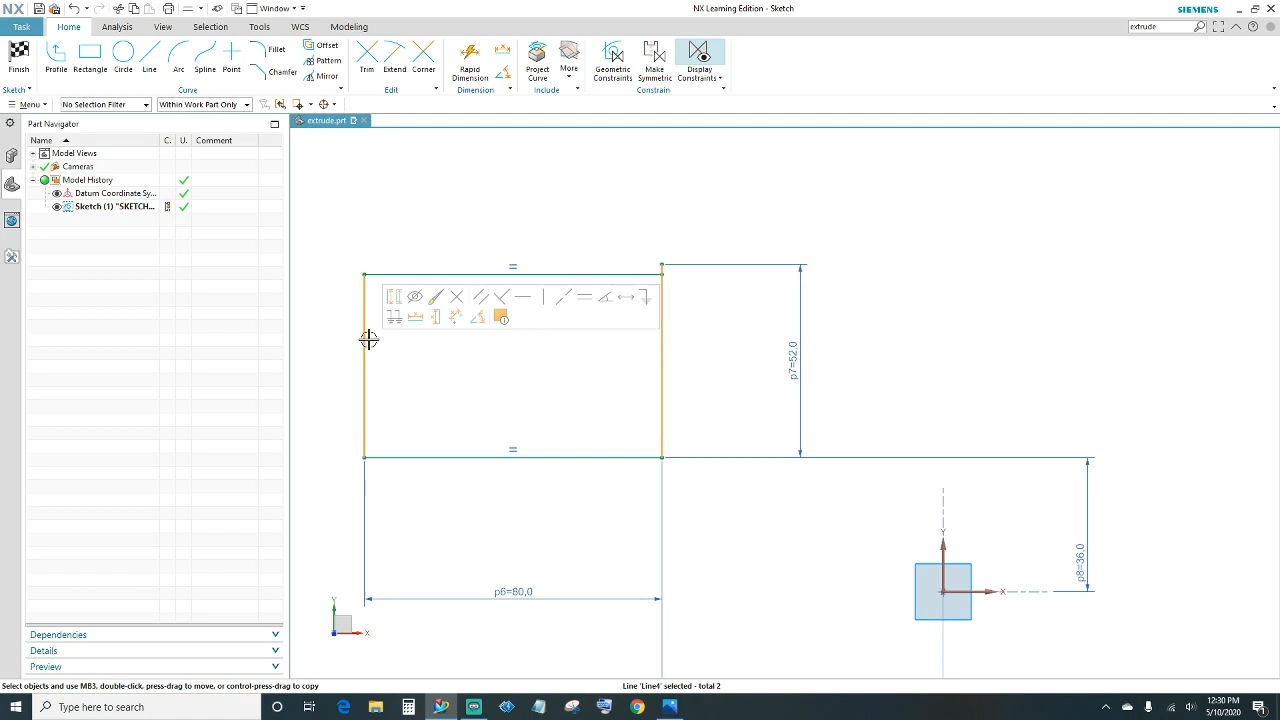 NX
Window
NX Learning Edition - Sketch
SIEMENS
Task
Home
Analysis
View
Selection
Tools
WCS
Modeling
extrude
Finish
Profile
Rectangle
Circle
Line
Arc
Spline
Point
Fillet
Chamfer
Offset
Pattern
Mirror
Trim
Extend
Corner
Rapid
Dimension
Project
Curve
More
Geometric
Constraints
Make
Symmetric
Display
Constraints
Sketch
Curve
Edit
Dimension
Include
Constrain
Menu
No Selection Filter
Within Work Part Only
Part Navigator
extrude.prt
Name
C.
U.
Comment
Model Views
Cameras
Model History
Datum Coordinate Sy...
Sketch (1) "SKETCH...
p7=52,0
p8=36,0
p6=80,0
Y
X
Y
X
Dependencies
Details
Preview
Select objects and use MB3, double-click, press-drag to move, or control-press-drag to copy
Line 'Line4' selected - total 2
Type here to search
12:30 PM
5/10/2020